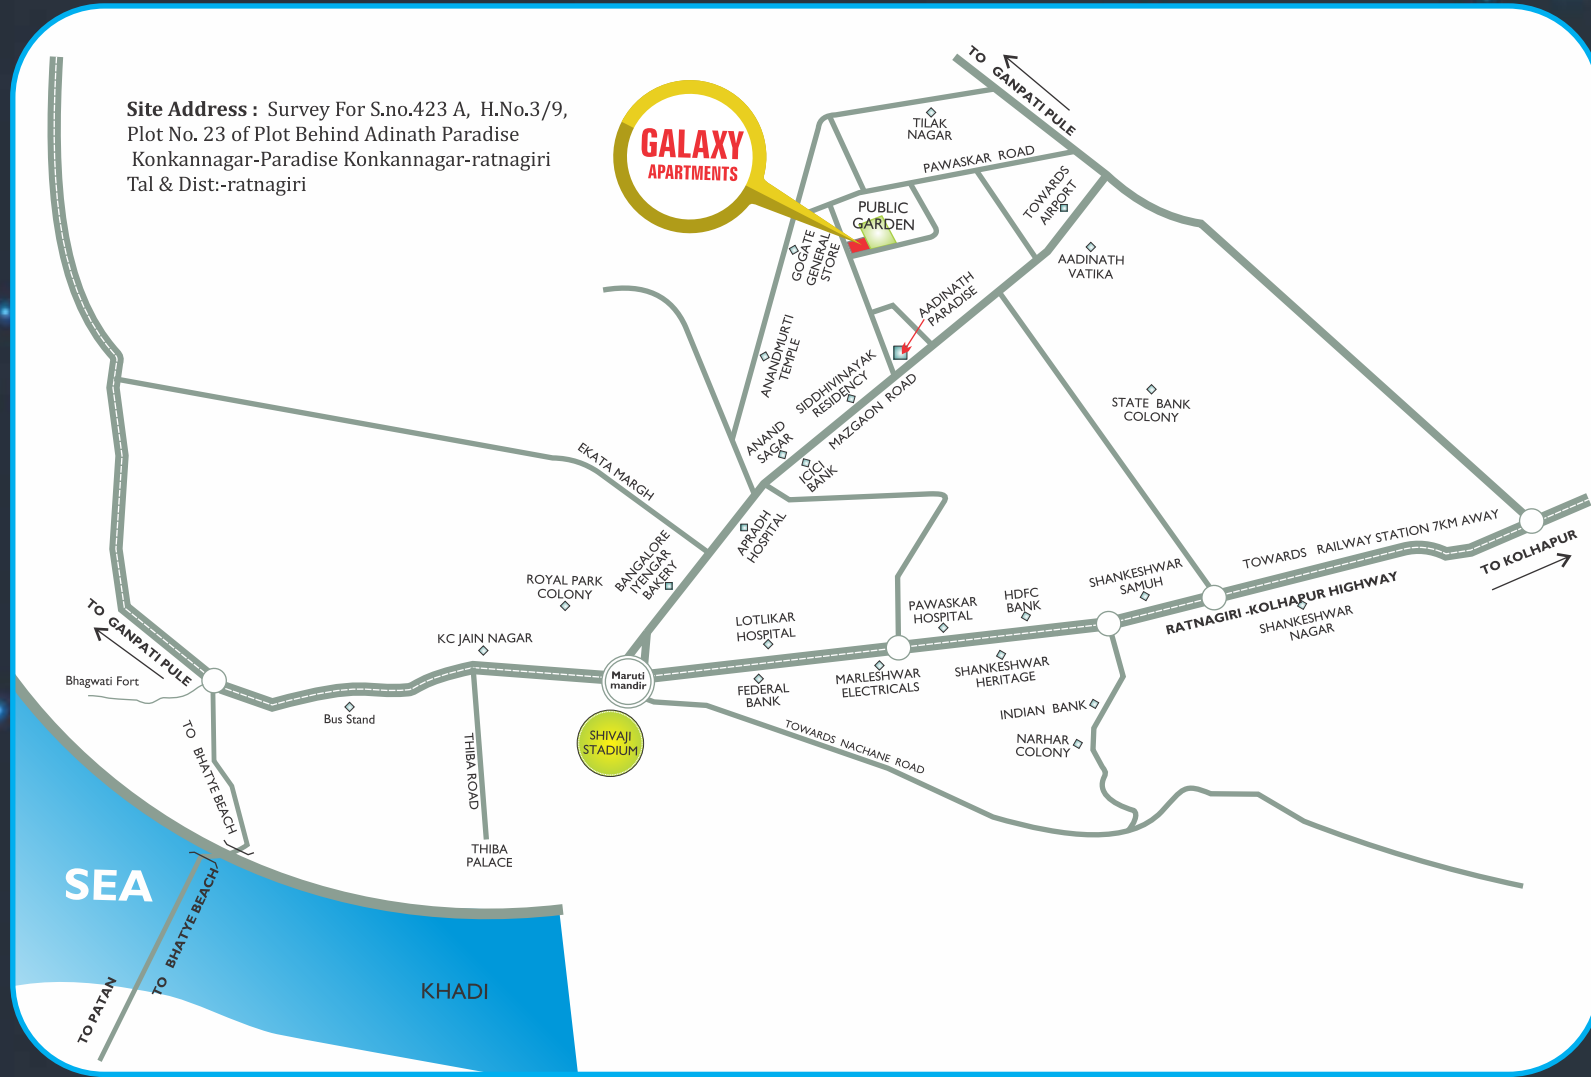 Site Address : Survey For S.no.423 A, H.No.3/9,
Plot No. 23 of Plot Behind Adinath Paradise
Konkannagar-Paradise Konkannagar-ratnagiri
Tal & Dist:-ratnagiri
GALAXY
APARTMENTS
TO GANPATI PULE
TILAK
NAGAR
PAWASKAR ROAD
TOWARDS
AIRPORT
PUBLIC
GARDEN
GOGATE
GENERAL
STORE
AADINATH
VATIKA
AADINATH
PARADISE
ANANDMURTI
TEMPLE
SIDDHIVINAYAK
RESIDENCY
MAZGAON ROAD
STATE BANK
COLONY
ANAND
SAGAR
ICICI
BANK
EKATA MARGH
APRADH
HOSPITAL
BANGALORE
IYENGAR
BAKERY
ROYAL PARK
COLONY
KC JAIN NAGAR
LOTLIKAR
HOSPITAL
PAWASKAR
HOSPITAL
HDFC
BANK
SHANKESHWAR
SAMUH
TOWARDS RAILWAY STATION 7KM AWAY
TO KOLHAPUR
RATNAGIRI -KOLHAPUR HIGHWAY
SHANKESHWAR
NAGAR
TO GANPATI PULE
Bhagwati Fort
Bus Stand
Maruti
mandir
SHIVAJI
STADIUM
FEDERAL
BANK
MARLESHWAR
ELECTRICALS
SHANKESHWAR
HERITAGE
INDIAN BANK
NARHAR
COLONY
TOWARDS NACHANE ROAD
TO BHATYE BEACH
THIBA ROAD
THIBA
PALACE
SEA
TO BHATYE BEACH
TO PATAN
KHADI